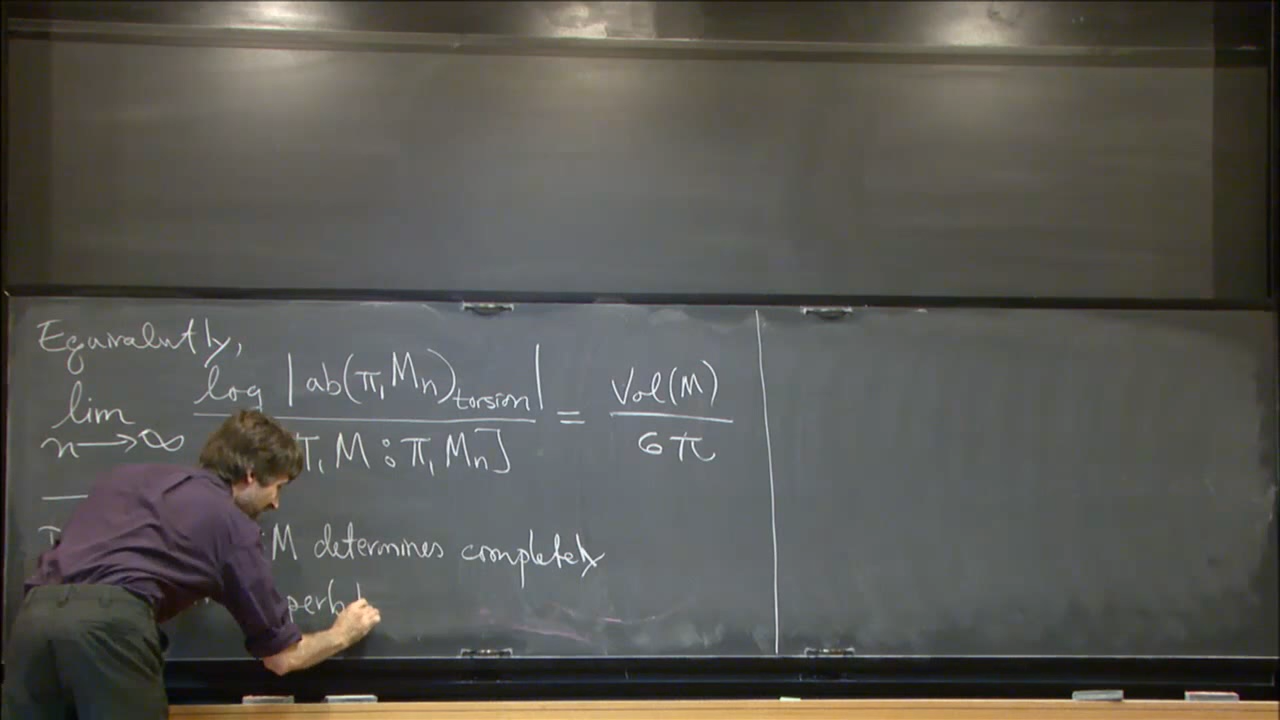 Equivalently,
lim n→∞ log |ab(π₁Mₙ)torsion| / π₁M : π₁Mₙ] = Vol(M) / 6π
M determines completely
perb